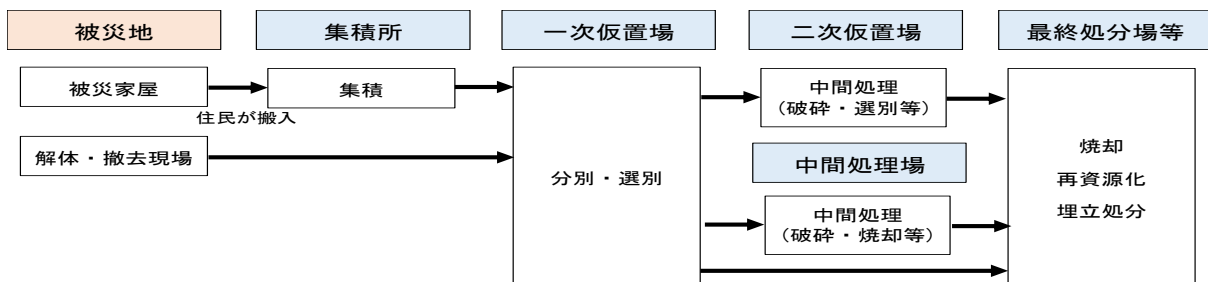 被災地
集積所
一次仮置場
二次仮置場
最終処分場等
被災家屋
住民が搬入
集積
解体・撤去現場
分別・選別
中間処理
(破砕・選別等)
中間処理場
中間処理
(破砕・焼却等)
焼却
再資源化
埋立処分